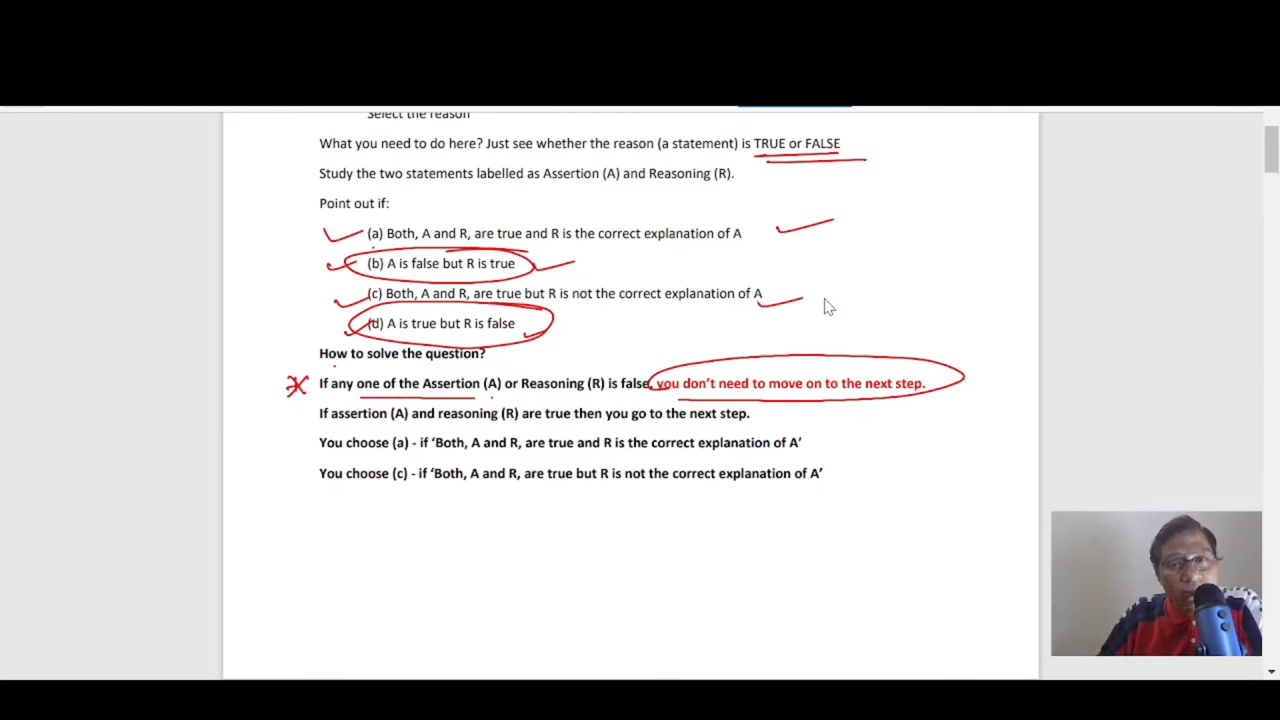 Select the reason
What you need to do here? Just see whether the reason (a statement) is TRUE or FALSE
Study the two statements labelled as Assertion (A) and Reasoning (R).
Point out if:
(a) Both, A and R, are true and R is the correct explanation of A
(b) A is false but R is true
(c) Both, A and R, are true but R is not the correct explanation of A
(d) A is true but R is false
How to solve the question?
If any one of the Assertion (A) or Reasoning (R) is false, you don't need to move on to the next step.
If assertion (A) and reasoning (R) are true then you go to the next step.
You choose (a) - if ‘Both, A and R, are true and R is the correct explanation of A’
You choose (c) - if ‘Both, A and R, are true but R is not the correct explanation of A’